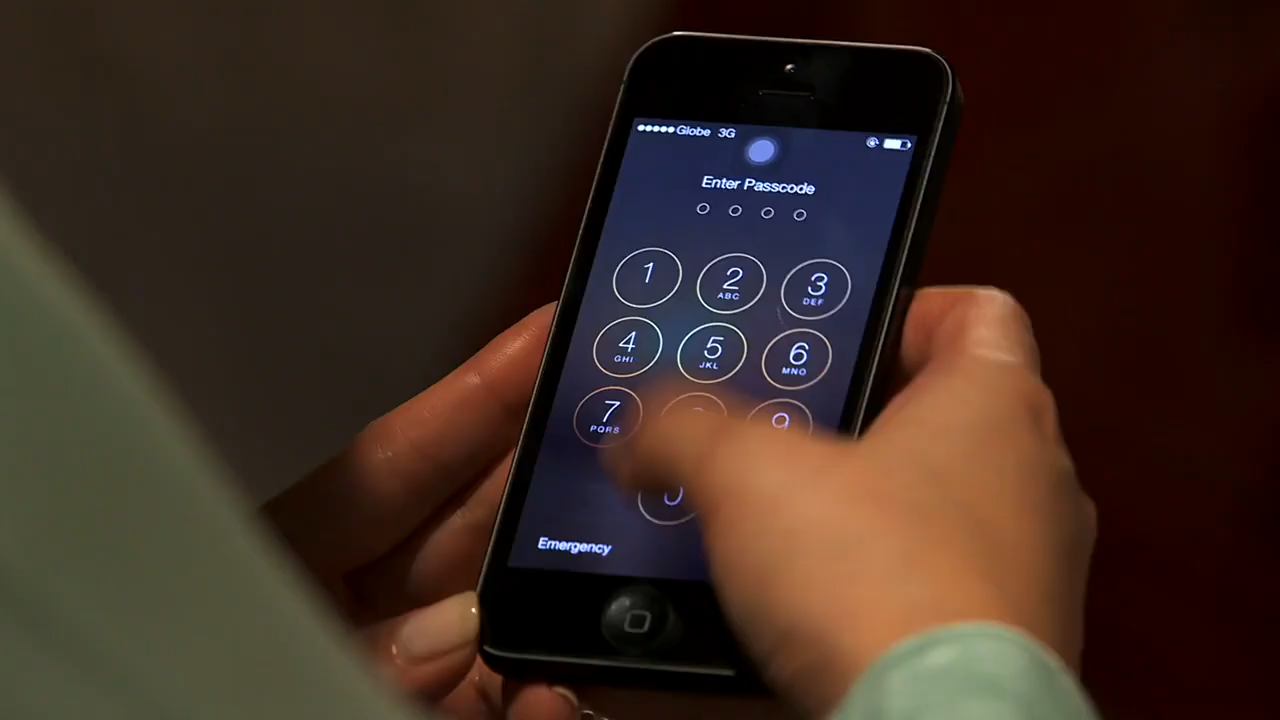 Globe 3G
Enter Passcode
1 2 3
ABC DEF
4 5 6
GHI JKL MNO
7 9
PQRS
Emergency